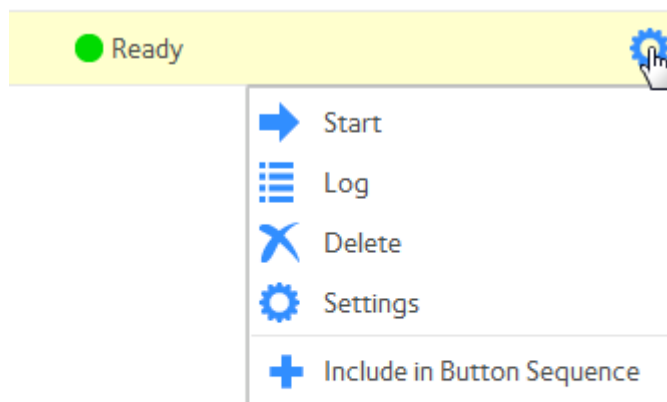 Ready
Start
Log
Delete
Settings
Include in Button Sequence